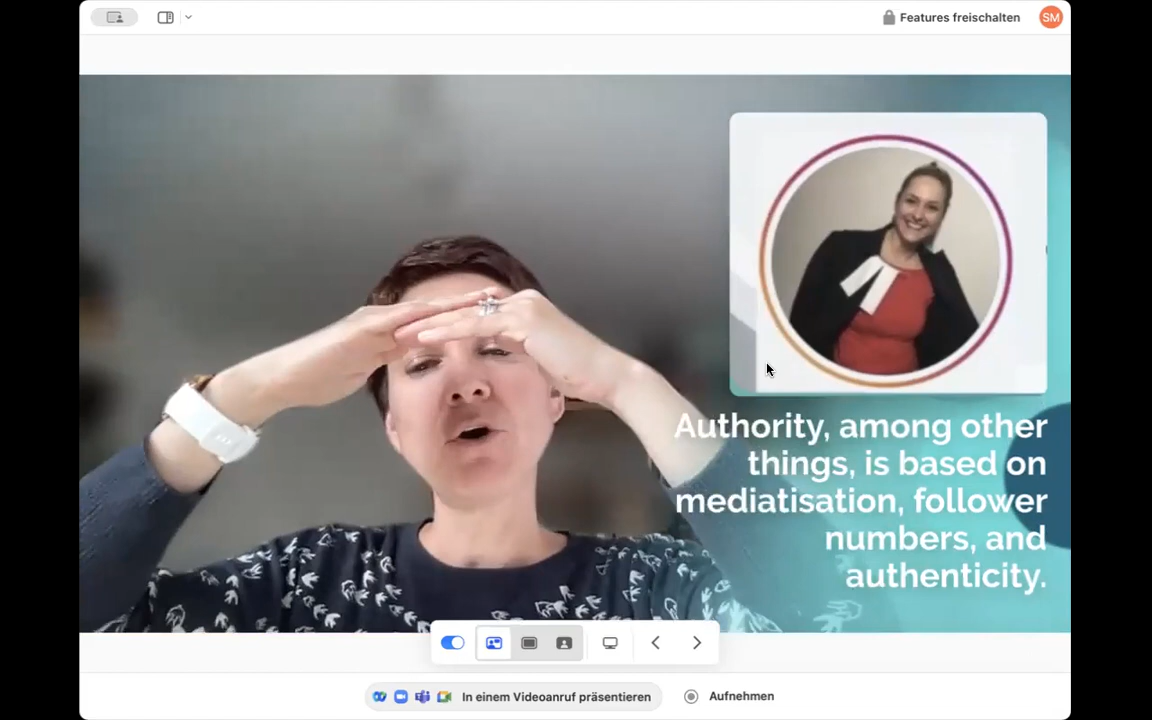 Features freischalten
SM
Authority, among other
things, is based on
mediatisation, follower
numbers, and
authenticity.
In einem Videoanruf präsentieren
Aufnehmen